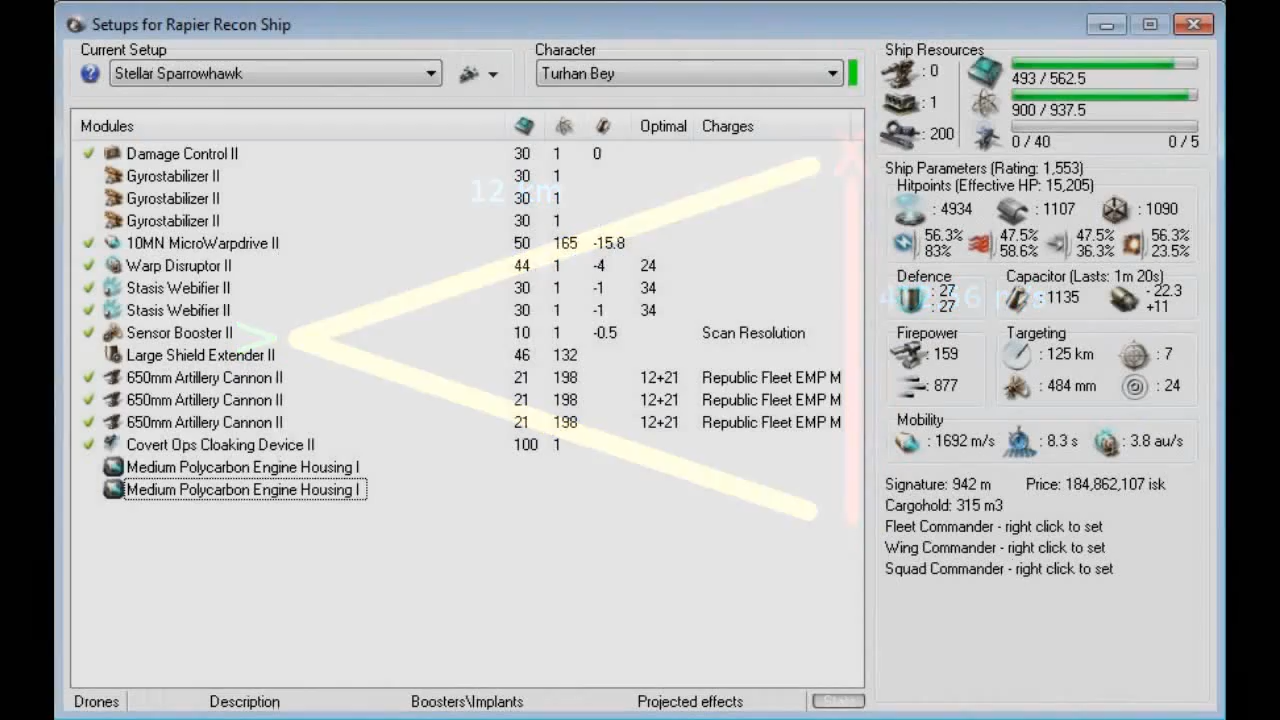 Setups for Rapier Recon Ship
Current Setup
Stellar Sparrowhawk
Character
Turhan Bey
Modules Optimal Charges
Damage Control II 30 1 0
Gyrostabilizer II 30 1
Gyrostabilizer II 30 1
Gyrostabilizer II 30 1
12 km
10MN MicroWarpdrive II 50 165 -15.8
Warp Disruptor II 44 1 -4 24
Stasis Webifier II 30 1 -1 34
Stasis Webifier II 30 1 -1 34
Sensor Booster II 10 1 -0.5 Scan Resolution
Large Shield Extender II 46 132
650mm Artillery Cannon II 21 198 12+21 Republic Fleet EMP M
650mm Artillery Cannon II 21 198 12+21 Republic Fleet EMP M
650mm Artillery Cannon II 21 198 12+21 Republic Fleet EMP M
Covert Ops Cloaking Device II 100 1
Medium Polycarbon Engine Housing I
Medium Polycarbon Engine Housing I
Drones Description Boosters\Implants Projected effects Stats
Ship Resources
: 0 493 / 562.5
: 1 900 / 937.5
: 200 0 / 40 0 / 5
Ship Parameters (Rating: 1,553)
Hitpoints (Effective HP: 15,205)
: 4934 : 1107 : 1090
56.3% 47.5% 47.5% 56.3%
83% 58.6% 36.3% 23.5%
Defence Capacitor (Lasts: 1m 20s)
: 27 : 1135 - 22.3
: 27 +11
Firepower Targeting
: 159 : 125 km : 7
: 877 : 484 mm : 24
Mobility
: 1692 m/s : 8.3 s : 3.8 au/s
Signature: 942 m Price: 184,862,107 isk
Cargohold: 315 m3
Fleet Commander - right click to set
Wing Commander - right click to set
Squad Commander - right click to set